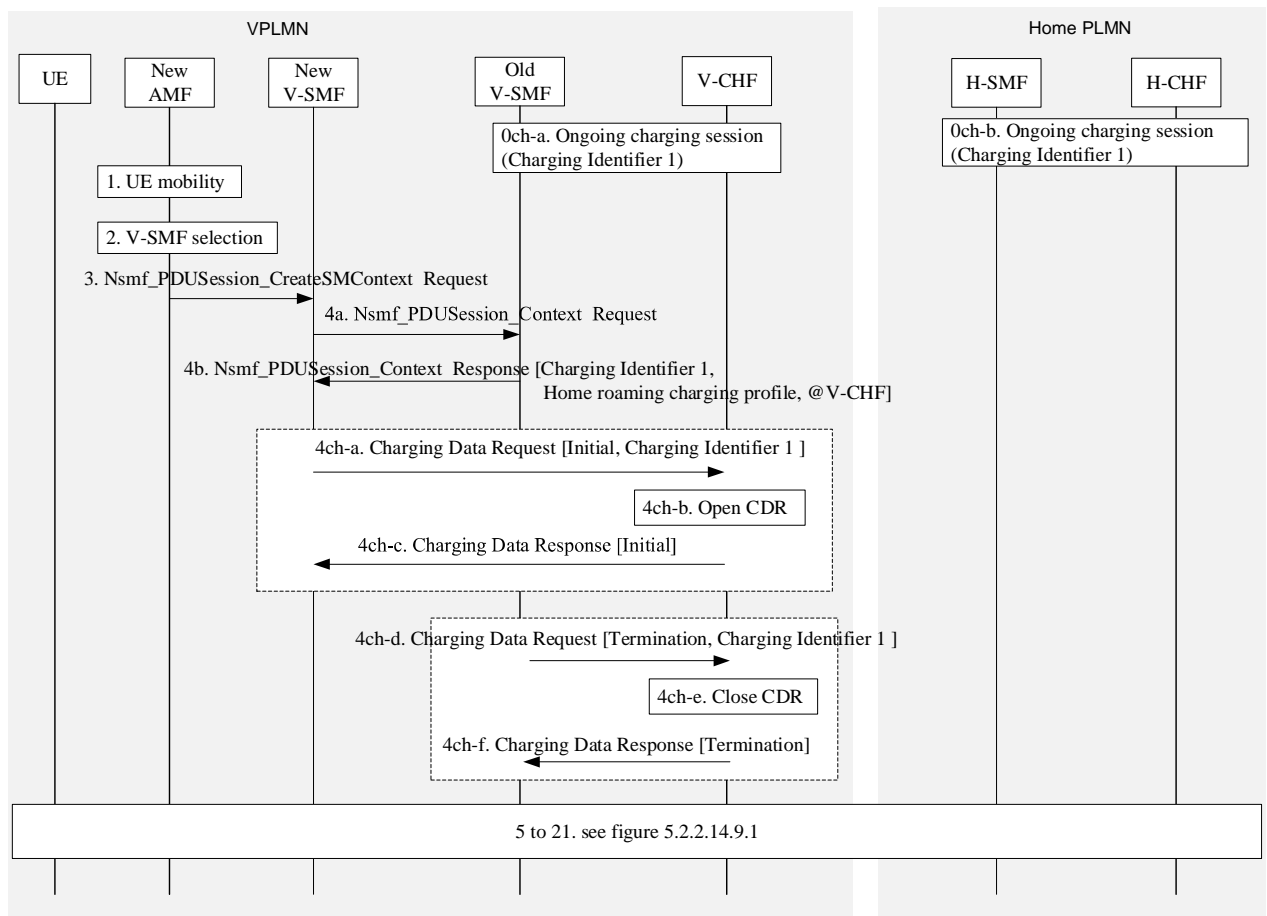 VPLMN
Home PLMN
UE
New
AMF
New
V-SMF
Old
V-SMF
V-CHF
H-SMF
H-CHF
0ch-a. Ongoing charging session
(Charging Identifier 1)
0ch-b. Ongoing charging session
(Charging Identifier 1)
1. UE mobility
2. V-SMF selection
3. Nsmf_PDUSession_CreateSMContext Request
4a. Nsmf_PDUSession_Context Request
4b. Nsmf_PDUSession_Context Response [Charging Identifier 1,
Home roaming charging profile, @V-CHF]
4ch-a. Charging Data Request [Initial, Charging Identifier 1 ]
4ch-b. Open CDR
4ch-c. Charging Data Response [Initial]
4ch-d. Charging Data Request [Termination, Charging Identifier 1 ]
4ch-e. Close CDR
4ch-f. Charging Data Response [Termination]
5 to 21. see figure 5.2.2.14.9.1